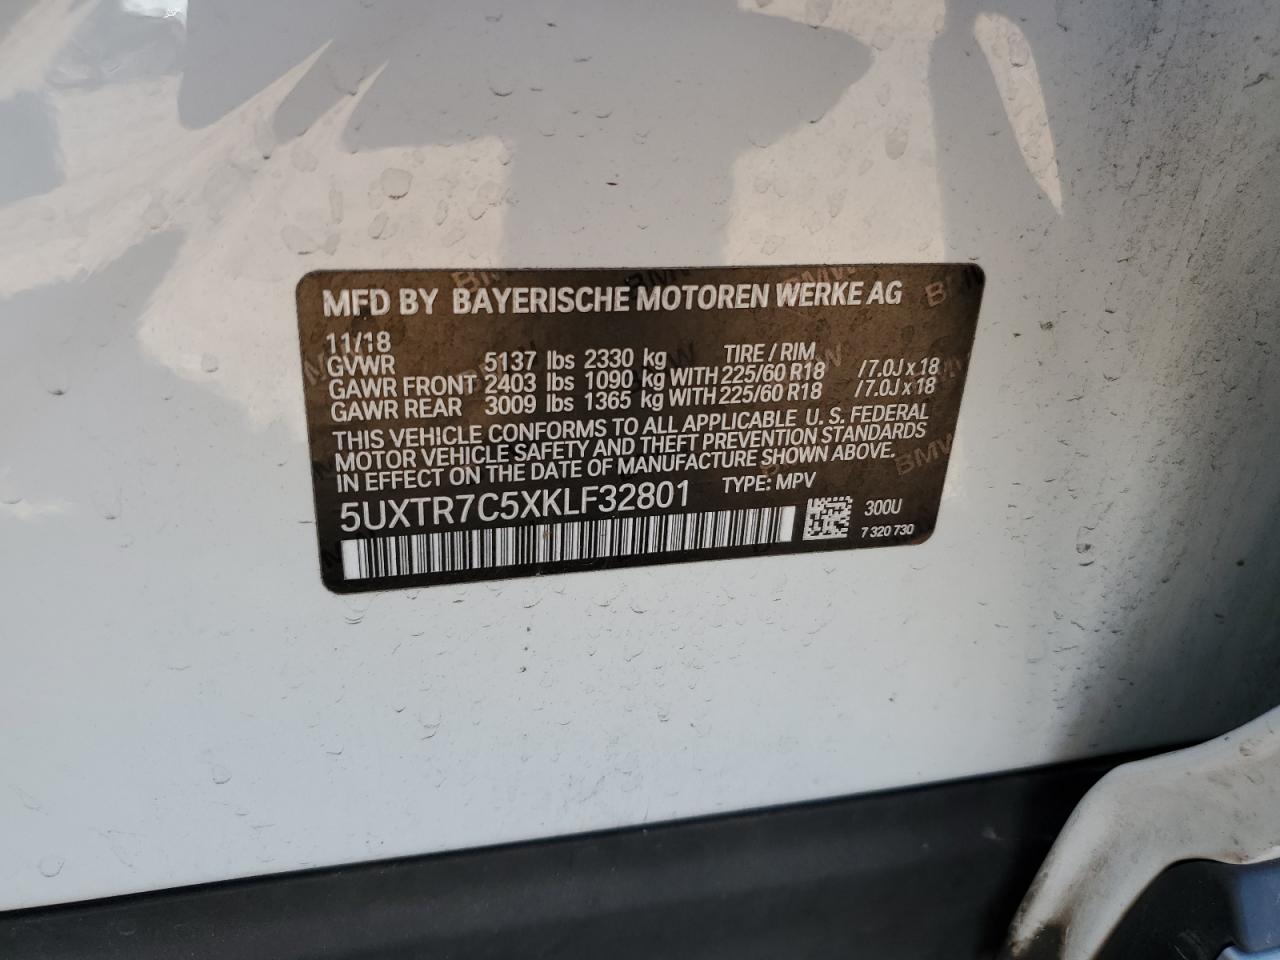 MFD BY BAYERISCHE MOTOREN WERKE AG
11/18
GVWR 5137 lbs 2330 kg TIRE / RIM
GAWR FRONT 2403 lbs 1090 kg WITH 225/60 R18 /7.0J x 18
GAWR REAR 3009 lbs 1365 kg WITH 225/60 R18 /7.0J x 18
THIS VEHICLE CONFORMS TO ALL APPLICABLE U. S. FEDERAL
MOTOR VEHICLE SAFETY AND THEFT PREVENTION STANDARDS
IN EFFECT ON THE DATE OF MANUFACTURE SHOWN ABOVE.
5UXTR7C5XKLF32801 TYPE: MPV
300U
7 320 730